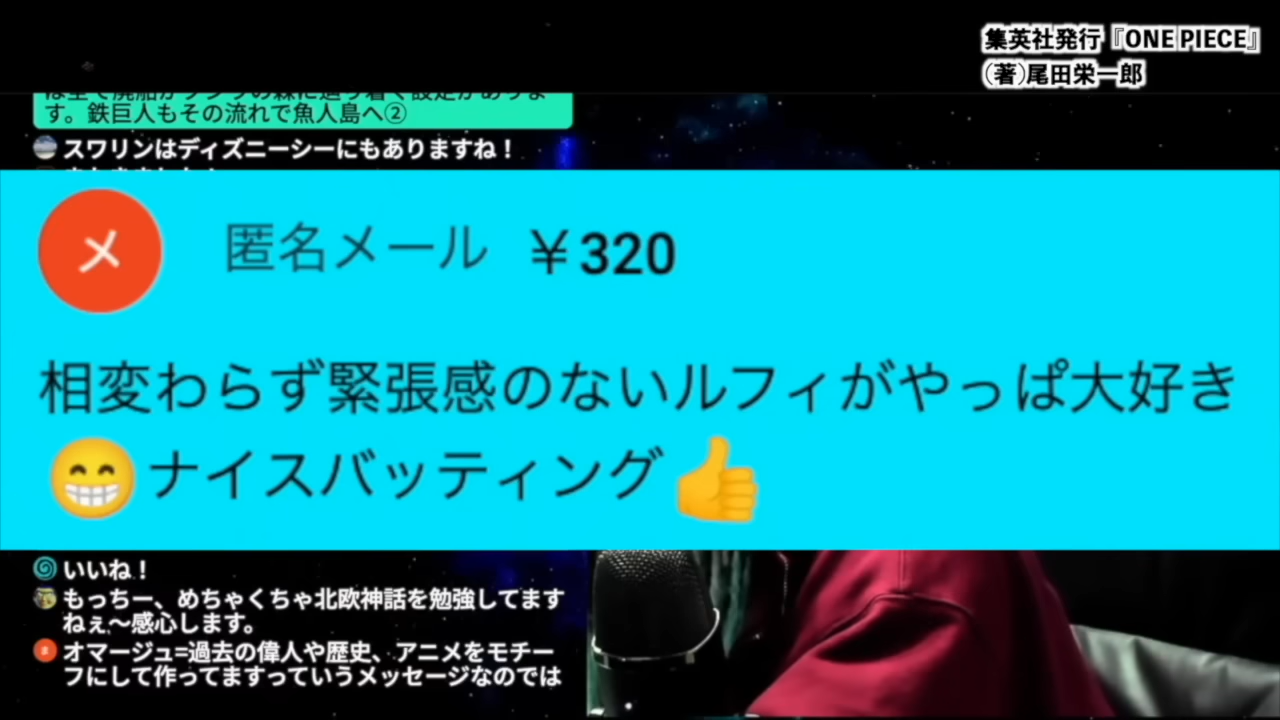 集英社発行『ONE PIECE』
（著）尾田栄一郎
す。鉄巨人もその流れで魚人島へ②
スワリンはディズニーシーにもありますね！
メ 匿名メール ￥320
相変わらず緊張感のないルフィがやっぱ大好き
😁ナイスバッティング👍
いいね！
もっちー、めちゃくちゃ北欧神話を勉強してます
ねぇ〜感心します。
オマージュ=過去の偉人や歴史、アニメをモチー
フにして作ってますっていうメッセージなのでは